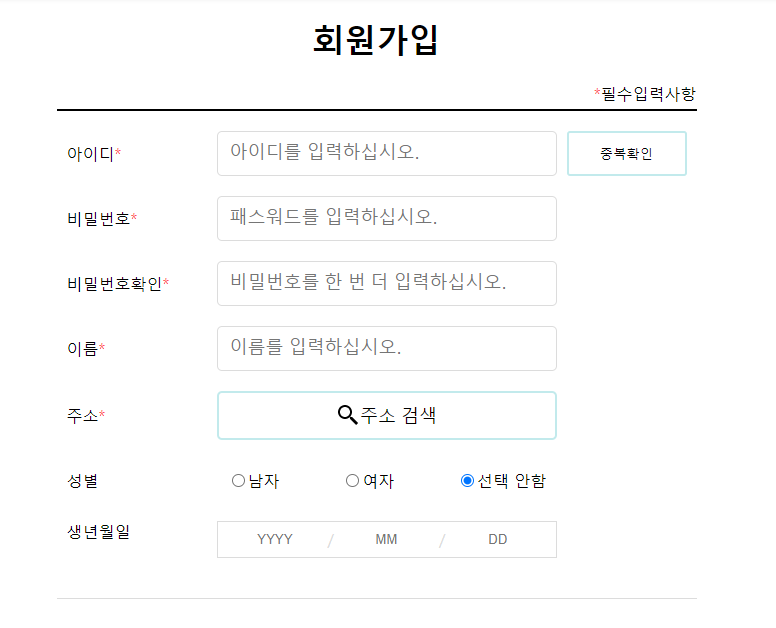 회원가입
*필수입력사항
아이디* 아이디를 입력하십시오. 중복확인
비밀번호* 패스워드를 입력하십시오.
비밀번호확인* 비밀번호를 한 번 더 입력하십시오.
이름* 이름를 입력하십시오.
주소* 주소 검색
성별 남자 여자 선택 안함
생년월일 YYYY / MM / DD